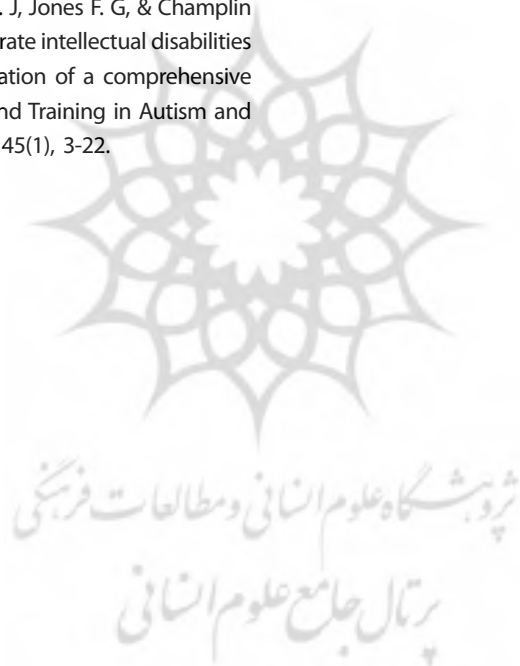 . J, Jones F. G, & Champlin
rate intellectual disabilities
ation of a comprehensive
nd Training in Autism and
45(1), 3-22.
پژوهشگاه علوم انسانی و مطالعات فرهنگی
پرتال جامع علوم انسانی